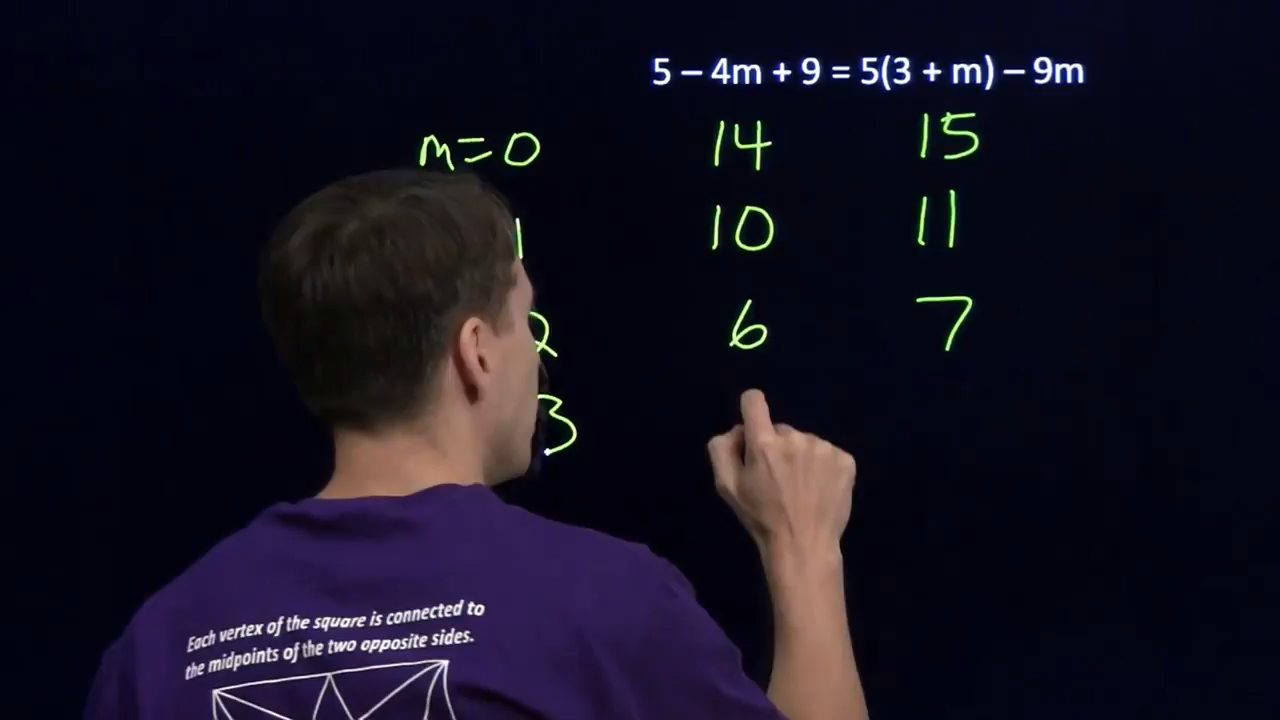 5 – 4m + 9 = 5(3 + m) – 9m
m = 0 14 15
1 10 11
2 6 7
3
Each vertex of the square is connected to
the midpoints of the two opposite sides.